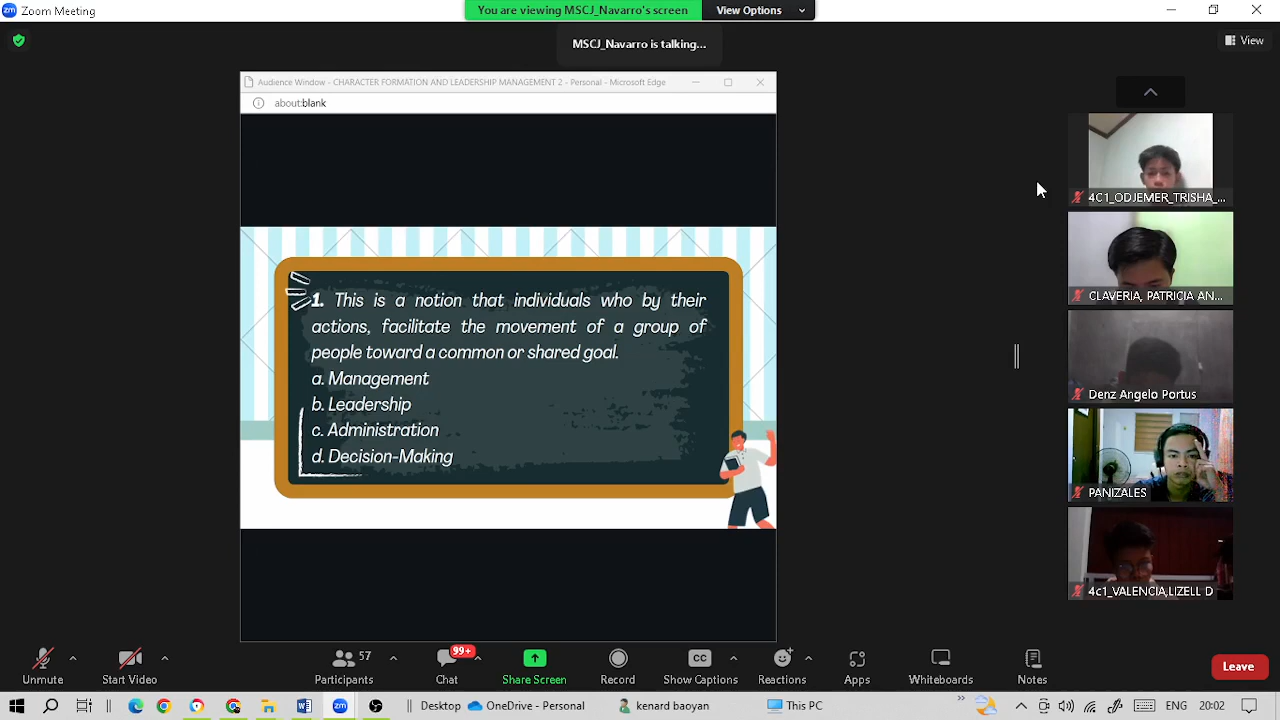 Zoom Meeting
You are viewing MSCJ_Navarro's screen
View Options
MSCJ_Navarro is talking...
View
Audience Window - CHARACTER FORMATION AND LEADERSHIP MANAGEMENT 2 - Personal - Microsoft Edge
about:blank
1. This is a notion that individuals who by their
actions, facilitate the movement of a group of
people toward a common or shared goal.
a. Management
b. Leadership
c. Administration
d. Decision-Making
4C1_ODJEMER_TRISHA_...
CLAVERIA, PATRICIA AN...
Denz Angelo Portus
PANIZALES
4c1_VALENCIA,LIZELL D
Unmute
Start Video
57
Participants
99+
Chat
Share Screen
Record
CC
Show Captions
Reactions
Apps
Whiteboards
Notes
Leave
Desktop
OneDrive - Personal
kenard baoyan
This PC
ENG
20:02